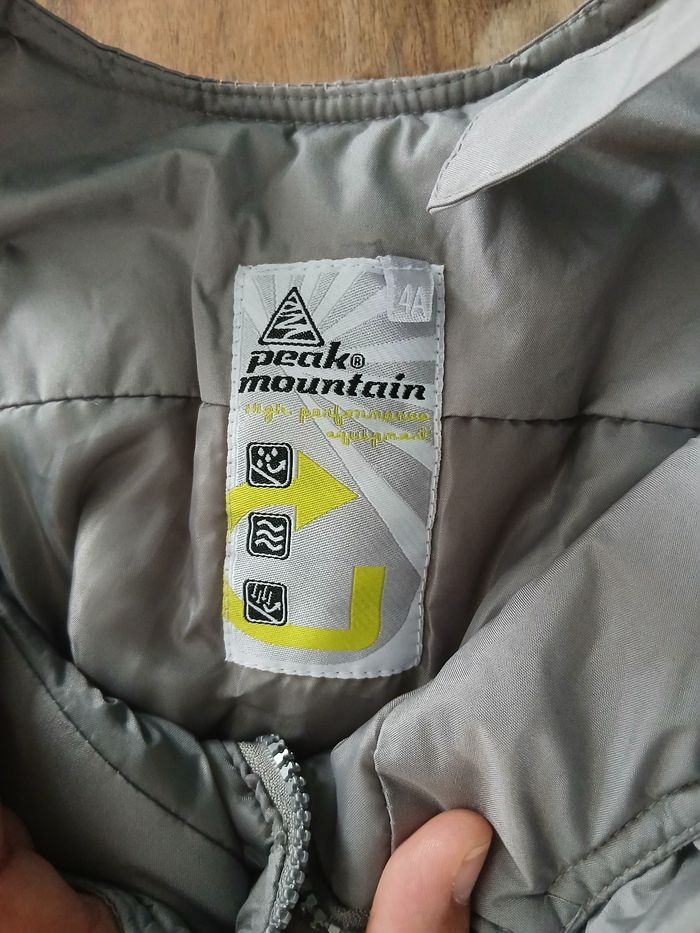 4A
peak®
mountain
High performance
equipment